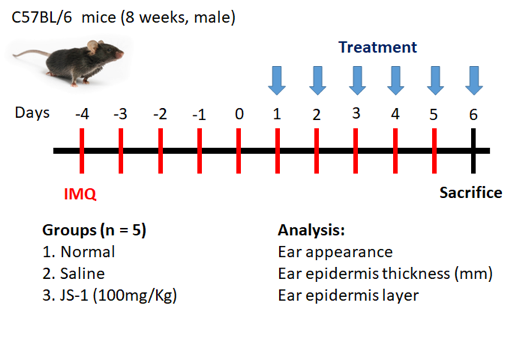 C57BL/6 mice (8 weeks, male)
Treatment
Days -4 -3 -2 -1 0 1 2 3 4 5 6
IMQ
Sacrifice
Groups (n = 5)
1. Normal
2. Saline
3. JS-1 (100mg/Kg)
Analysis:
Ear appearance
Ear epidermis thickness (mm)
Ear epidermis layer